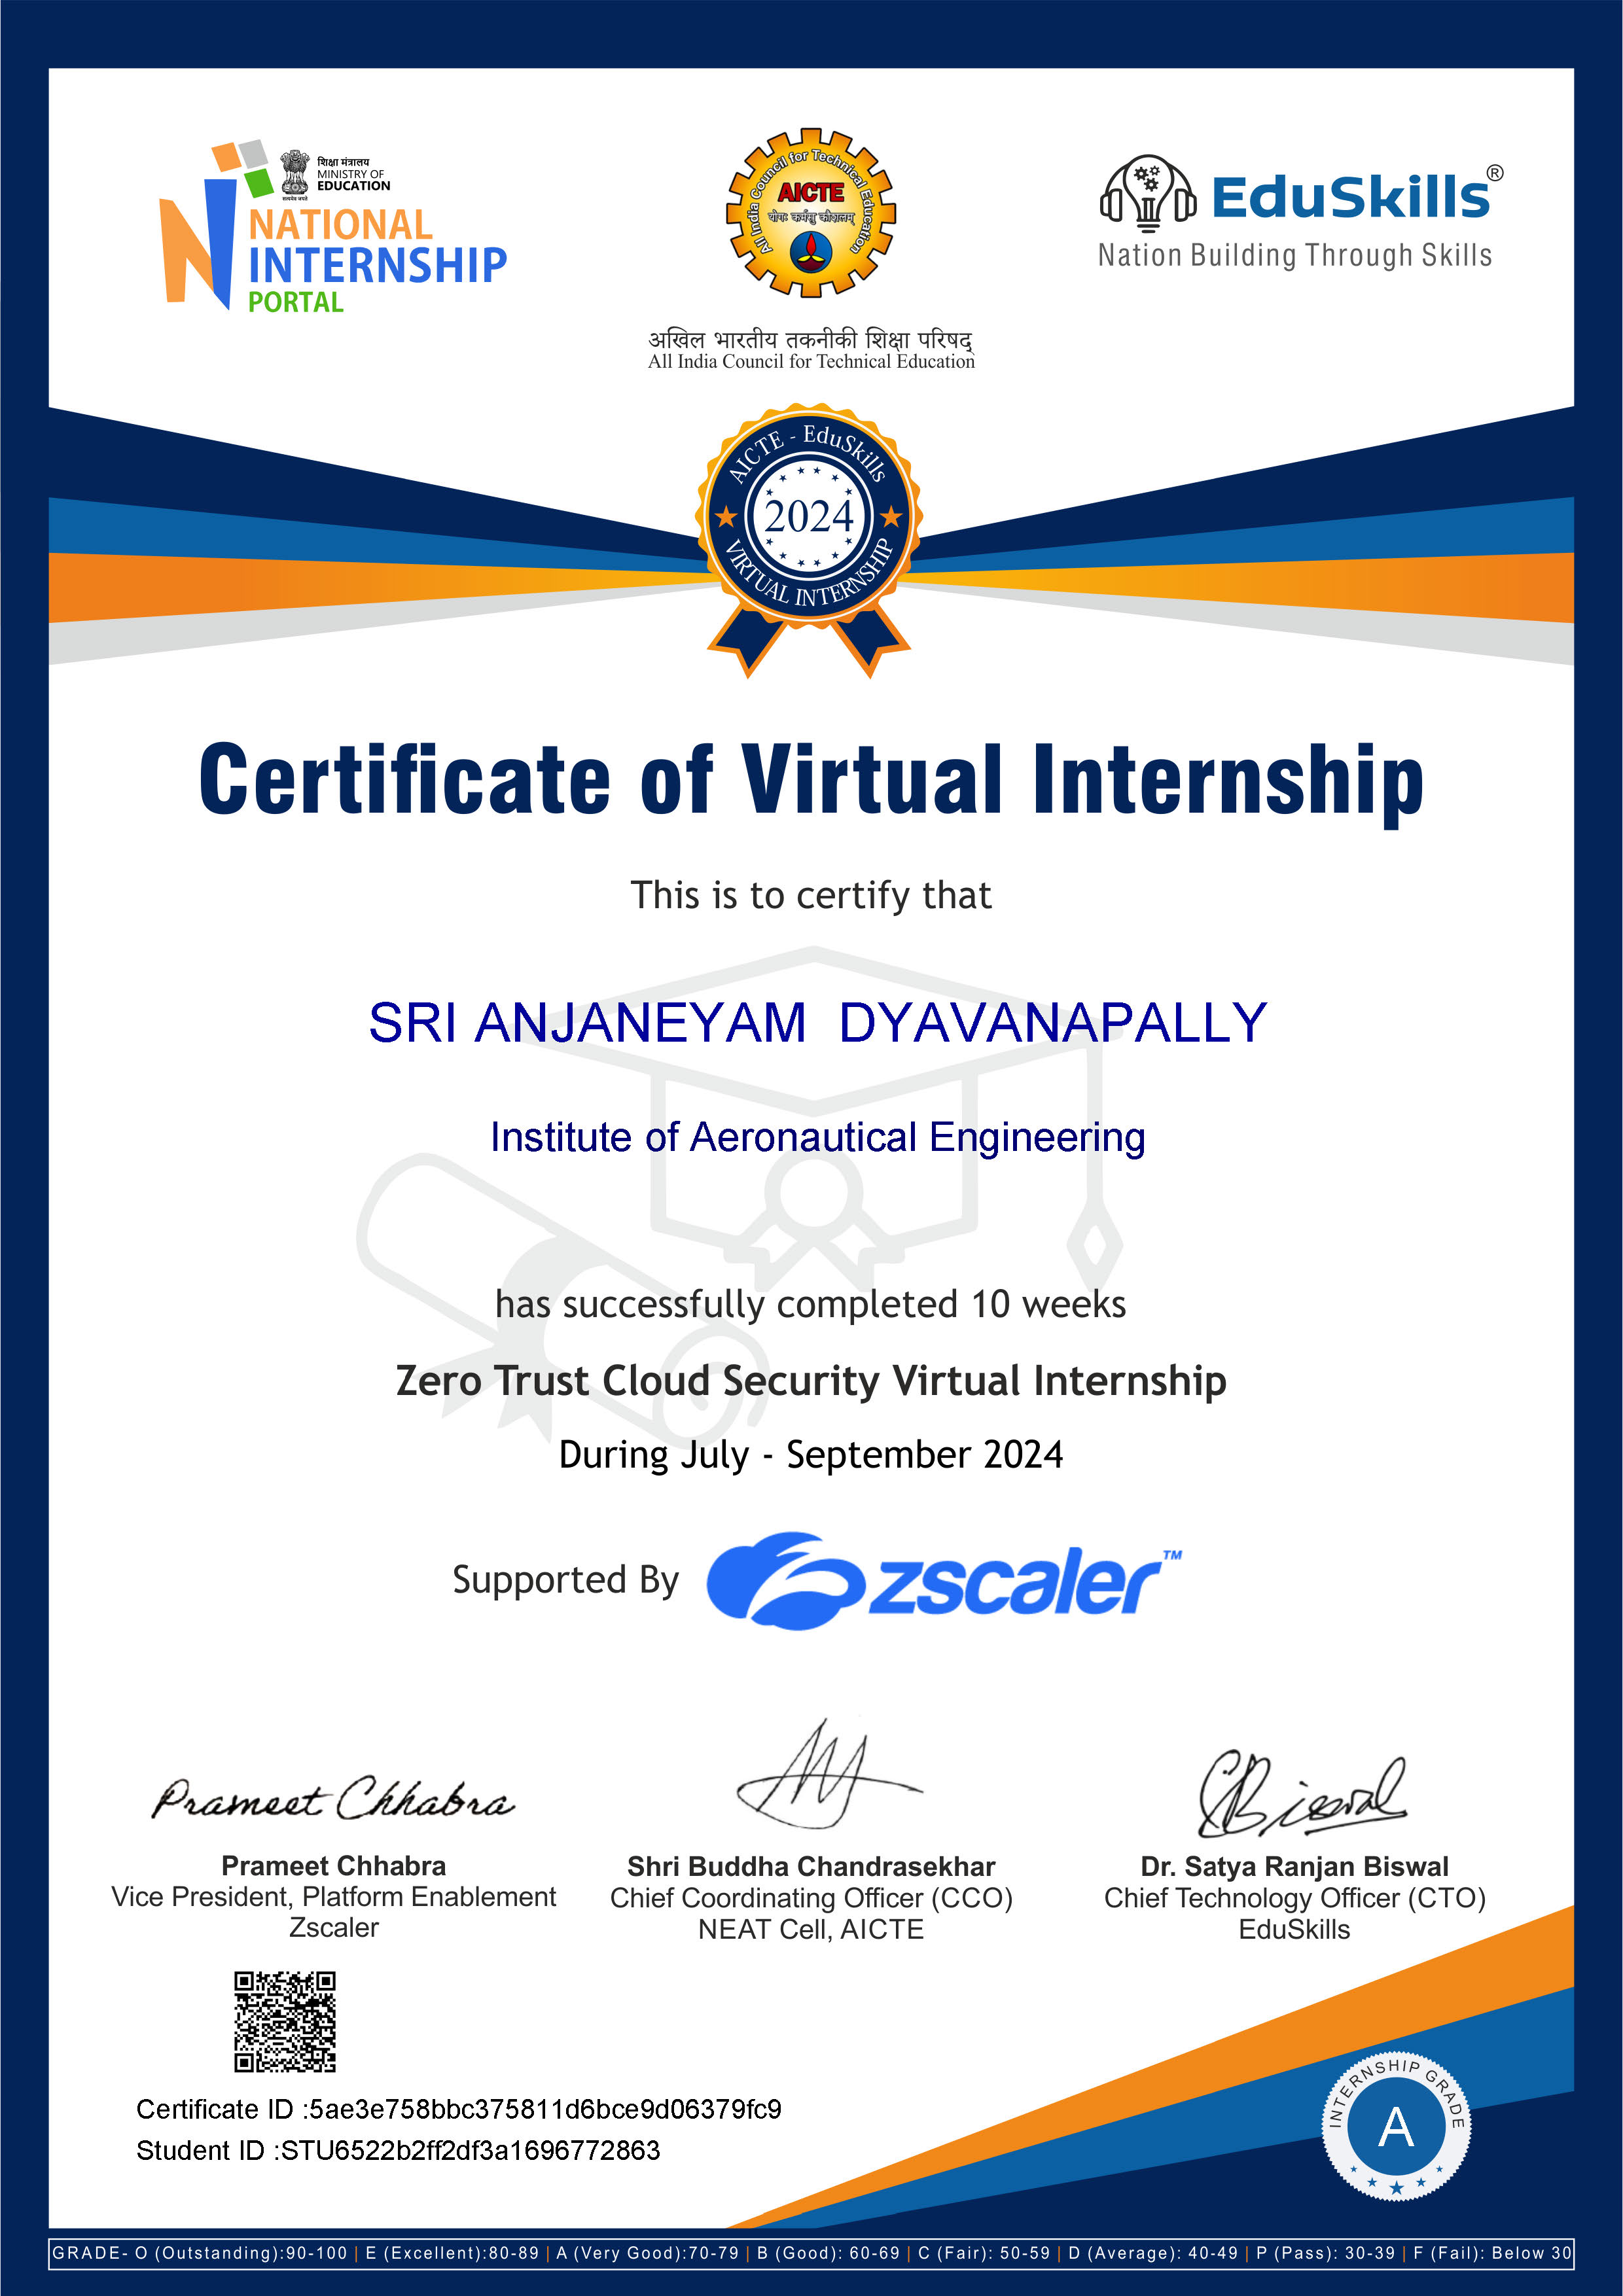 शिक्षा मंत्रालय
MINISTRY OF
EDUCATION
सत्यमेव जयते
NATIONAL
INTERNSHIP
PORTAL
All India Council for Technical Education
AICTE
योगः कर्मसु कौशलम्
अखिल भारतीय तकनीकी शिक्षा परिषद्
All India Council for Technical Education
EduSkills®
Nation Building Through Skills
AICTE - EduSkills
2024
VIRTUAL INTERNSHIP
Certificate of Virtual Internship
This is to certify that
SRI ANJANEYAM DYAVANAPALLY
Institute of Aeronautical Engineering
has successfully completed 10 weeks
Zero Trust Cloud Security Virtual Internship
During July - September 2024
Supported By zscaler™
Prameet Chhabra
Prameet Chhabra
Vice President, Platform Enablement
Zscaler
Shri Buddha Chandrasekhar
Chief Coordinating Officer (CCO)
NEAT Cell, AICTE
Biswal
Dr. Satya Ranjan Biswal
Chief Technology Officer (CTO)
EduSkills
Certificate ID :5ae3e758bbc375811d6bce9d06379fc9
Student ID :STU6522b2ff2df3a1696772863
INTERNSHIP GRADE
A
GRADE- O (Outstanding):90-100 | E (Excellent):80-89 | A (Very Good):70-79 | B (Good): 60-69 | C (Fair): 50-59 | D (Average): 40-49 | P (Pass): 30-39 | F (Fail): Below 30